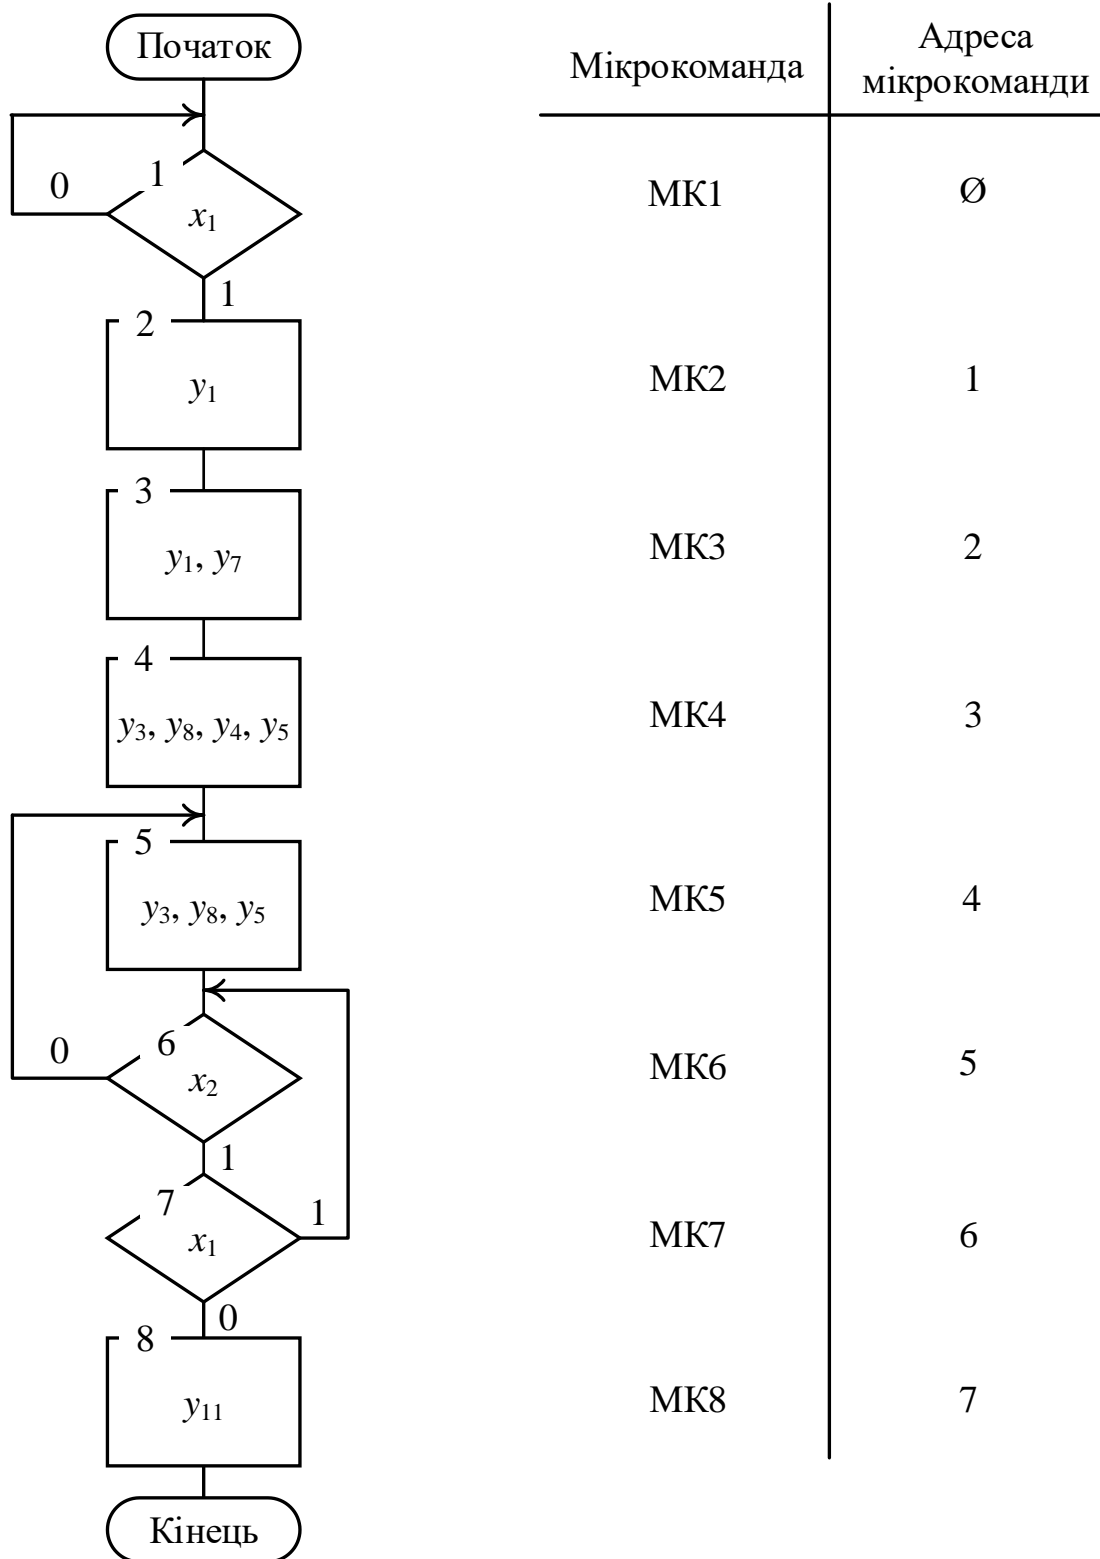 Початок
0
1
x1
1
2
y1
3
y1, y7
4
y3, y8, y4, y5
5
y3, y8, y5
0
6
x2
1
7
x1
1
0
8
y11
Кінець
Мікрокоманда
Адреса
мікрокоманди
МК1 Ø
МК2 1
МК3 2
МК4 3
МК5 4
МК6 5
МК7 6
МК8 7